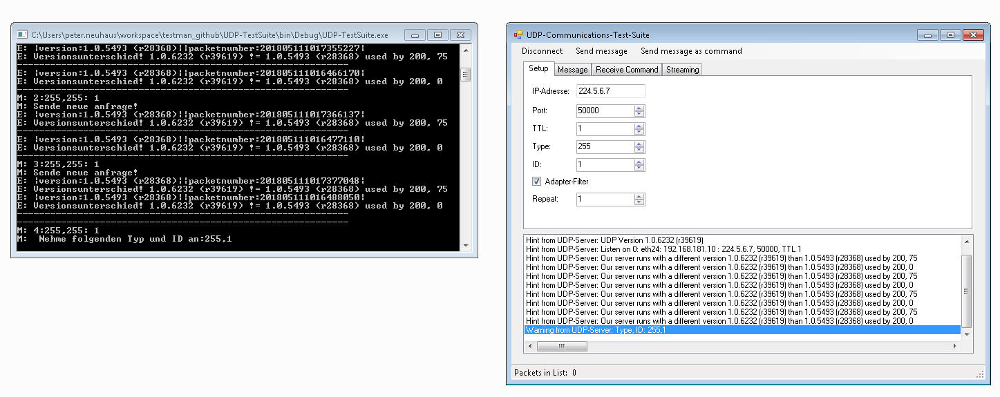 C:\Users\peter.neuhaus\workspace\testman_github\UDP-TestSuite\bin\Debug\UDP-TestSuite.exe
E: |version:1.0.5493 (r28368)||packetnumber:201805111017355227|
E: Versionsunterschied! 1.0.6232 (r39619) != 1.0.5493 (r28368) used by 200, 75
------------------------------------------------------------
E: |version:1.0.5493 (r28368)||packetnumber:201805111016466170|
E: Versionsunterschied! 1.0.6232 (r39619) != 1.0.5493 (r28368) used by 200, 0
------------------------------------------------------------
M: 2:255,255: 1
M: Sende neue anfrage!
E: |version:1.0.5493 (r28368)||packetnumber:201805111017366137|
E: Versionsunterschied! 1.0.6232 (r39619) != 1.0.5493 (r28368) used by 200, 75
------------------------------------------------------------
E: |version:1.0.5493 (r28368)||packetnumber:201805111016477110|
E: Versionsunterschied! 1.0.6232 (r39619) != 1.0.5493 (r28368) used by 200, 0
------------------------------------------------------------
M: 3:255,255: 1
M: Sende neue anfrage!
E: |version:1.0.5493 (r28368)||packetnumber:201805111017377048|
E: Versionsunterschied! 1.0.6232 (r39619) != 1.0.5493 (r28368) used by 200, 75
E: |version:1.0.5493 (r28368)||packetnumber:201805111016488050|
E: Versionsunterschied! 1.0.6232 (r39619) != 1.0.5493 (r28368) used by 200, 0
------------------------------------------------------------
------------------------------------------------------------
M: 4:255,255: 1
M:  Nehme folgenden Typ und ID an:255,1
UDP-Communications-Test-Suite
Disconnect Send message Send message as command
Setup Message Receive Command Streaming
IP-Adresse: 224.5.6.7
Port: 50000
TTL: 1
Type: 255
ID: 1
Adapter-Filter
Repeat: 1
Hint from UDP-Server: UDP Version 1.0.6232 (r39619)
Hint from UDP-Server: Listen on 0: eth24: 192.168.181.10 : 224.5.6.7, 50000, TTL 1
Hint from UDP-Server: Our server runs with a different version 1.0.6232 (r39619) than 1.0.5493 (r28368) used by 200, 75
Hint from UDP-Server: Our server runs with a different version 1.0.6232 (r39619) than 1.0.5493 (r28368) used by 200, 0
Hint from UDP-Server: Our server runs with a different version 1.0.6232 (r39619) than 1.0.5493 (r28368) used by 200, 75
Hint from UDP-Server: Our server runs with a different version 1.0.6232 (r39619) than 1.0.5493 (r28368) used by 200, 0
Hint from UDP-Server: Our server runs with a different version 1.0.6232 (r39619) than 1.0.5493 (r28368) used by 200, 75
Hint from UDP-Server: Our server runs with a different version 1.0.6232 (r39619) than 1.0.5493 (r28368) used by 200, 0
Hint from UDP-Server: Our server runs with a different version 1.0.6232 (r39619) than 1.0.5493 (r28368) used by 200, 75
Hint from UDP-Server: Our server runs with a different version 1.0.6232 (r39619) than 1.0.5493 (r28368) used by 200, 0
Warning from UDP-Server: Type, ID: 255,1
Packets in List: 0